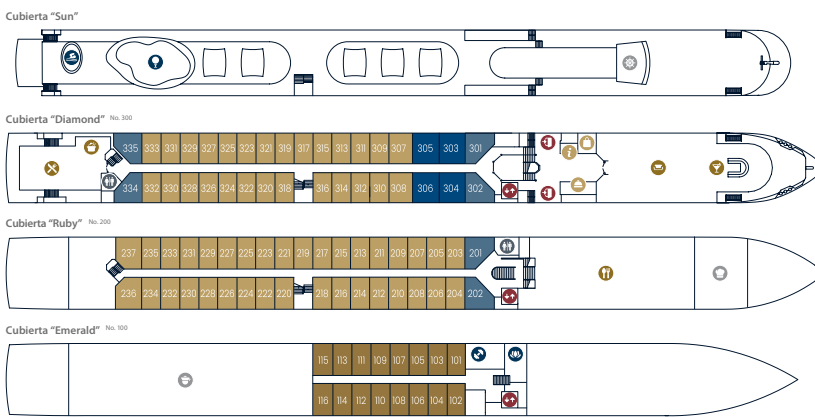 Cubierta “Sun”
Cubierta “Diamond” No. 300
335 333 331 329 327 325 323 321 319 317 315 313 311 309 307 305 303 301
334 332 330 328 326 324 322 320 318 316 314 312 310 308 306 304 302
Cubierta “Ruby” No. 200
237 235 233 231 229 227 225 223 221 219 217 215 213 211 209 207 205 203 201
236 234 232 230 228 226 224 222 220 218 216 214 212 210 208 206 204 202
Cubierta “Emerald” No. 100
115 113 111 109 107 105 103 101
116 114 112 110 108 106 104 102